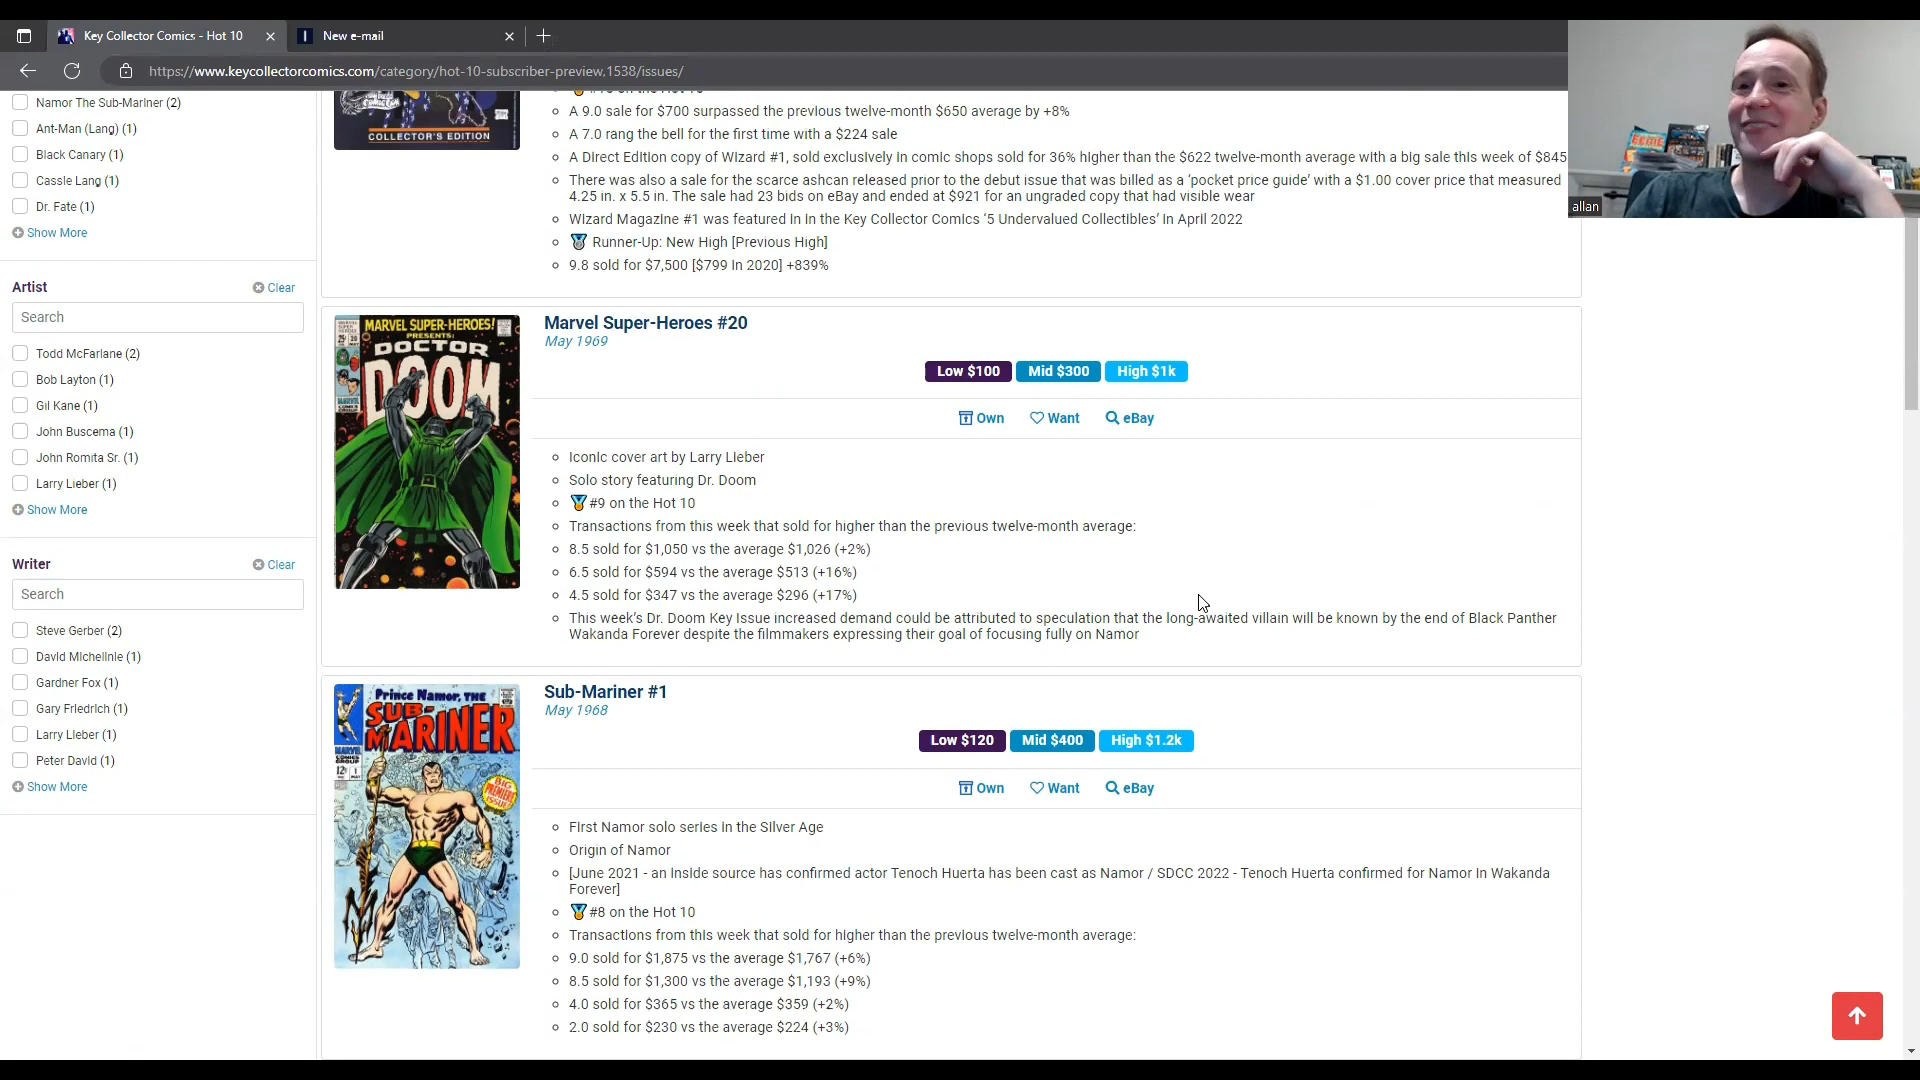 Key Collector Comics - Hot 10
New e-mail
https://www.keycollectorcomics.com/category/hot-10-subscriber-preview,1538/issues/
allan
Namor The Sub-Mariner (2)
Ant-Man (Lang) (1)
Black Canary (1)
Cassie Lang (1)
Dr. Fate (1)
Show More
Artist
Clear
Search
Todd McFarlane (2)
Bob Layton (1)
Gil Kane (1)
John Buscema (1)
John Romita Sr. (1)
Larry Lieber (1)
Show More
Writer
Clear
Search
Steve Gerber (2)
David Michelinie (1)
Gardner Fox (1)
Gary Friedrich (1)
Larry Lieber (1)
Peter David (1)
Show More
COLLECTOR'S EDITION
A 9.0 sale for $700 surpassed the previous twelve-month $650 average by +8%
A 7.0 rang the bell for the first time with a $224 sale
A Direct Edition copy of Wizard #1, sold exclusively in comic shops sold for 36% higher than the $622 twelve-month average with a big sale this week of $845
There was also a sale for the scarce ashcan released prior to the debut issue that was billed as a ‘pocket price guide’ with a $1.00 cover price that measured
4.25 in. x 5.5 in. The sale had 23 bids on eBay and ended at $921 for an ungraded copy that had visible wear
Wizard Magazine #1 was featured in in the Key Collector Comics ‘5 Undervalued Collectibles’ in April 2022
Runner-Up: New High [Previous High]
9.8 sold for $7,500 [$799 in 2020] +839%
MARVEL SUPER-HEROES!
PRESENTS:
DOCTOR
DOOM
Marvel Super-Heroes #20
May 1969
Low $100
Mid $300
High $1k
Own
Want
eBay
Iconic cover art by Larry Lieber
Solo story featuring Dr. Doom
#9 on the Hot 10
Transactions from this week that sold for higher than the previous twelve-month average:
8.5 sold for $1,050 vs the average $1,026 (+2%)
6.5 sold for $594 vs the average $513 (+16%)
4.5 sold for $347 vs the average $296 (+17%)
This week’s Dr. Doom Key Issue increased demand could be attributed to speculation that the long-awaited villain will be known by the end of Black Panther
Wakanda Forever despite the filmmakers expressing their goal of focusing fully on Namor
Prince Namor, THE
SUB-
MARINER
BIG
PREMIERE
ISSUE
Sub-Mariner #1
May 1968
Low $120
Mid $400
High $1.2k
Own
Want
eBay
First Namor solo series in the Silver Age
Origin of Namor
[June 2021 - an inside source has confirmed actor Tenoch Huerta has been cast as Namor / SDCC 2022 - Tenoch Huerta confirmed for Namor in Wakanda
Forever]
#8 on the Hot 10
Transactions from this week that sold for higher than the previous twelve-month average:
9.0 sold for $1,875 vs the average $1,767 (+6%)
8.5 sold for $1,300 vs the average $1,193 (+9%)
4.0 sold for $365 vs the average $359 (+2%)
2.0 sold for $230 vs the average $224 (+3%)